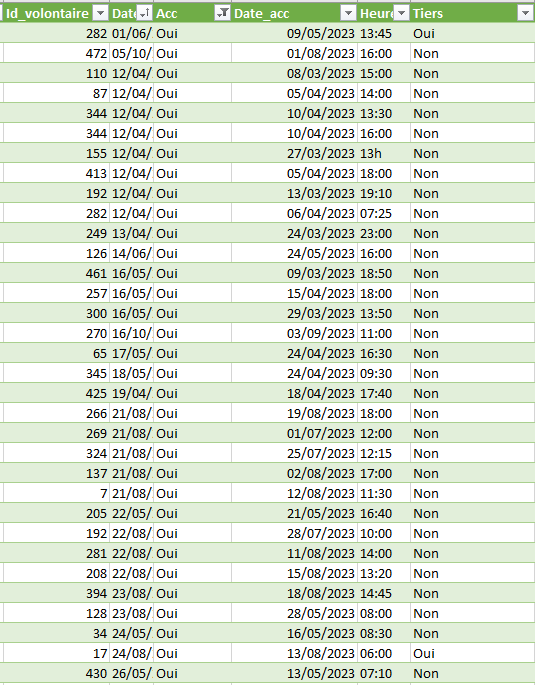 Id_volontaire Date Acc Date_acc Heure Tiers
282 01/06/ Oui 09/05/2023 13:45 Oui
472 05/10/ Oui 01/08/2023 16:00 Non
110 12/04/ Oui 08/03/2023 15:00 Non
87 12/04/ Oui 05/04/2023 14:00 Non
344 12/04/ Oui 10/04/2023 13:30 Non
344 12/04/ Oui 10/04/2023 16:00 Non
155 12/04/ Oui 27/03/2023 13h Non
413 12/04/ Oui 05/04/2023 18:00 Non
192 12/04/ Oui 13/03/2023 19:10 Non
282 12/04/ Oui 06/04/2023 07:25 Non
249 13/04/ Oui 24/03/2023 23:00 Non
126 14/06/ Oui 24/05/2023 16:00 Non
461 16/05/ Oui 09/03/2023 18:50 Non
257 16/05/ Oui 15/04/2023 18:00 Non
300 16/05/ Oui 29/03/2023 13:50 Non
270 16/10/ Oui 03/09/2023 11:00 Non
65 17/05/ Oui 24/04/2023 16:30 Non
345 18/05/ Oui 24/04/2023 09:30 Non
425 19/04/ Oui 18/04/2023 17:40 Non
266 21/08/ Oui 19/08/2023 18:00 Non
269 21/08/ Oui 01/07/2023 12:00 Non
324 21/08/ Oui 25/07/2023 12:15 Non
137 21/08/ Oui 02/08/2023 17:00 Non
7 21/08/ Oui 12/08/2023 11:30 Non
205 22/05/ Oui 21/05/2023 16:40 Non
192 22/08/ Oui 28/07/2023 10:00 Non
281 22/08/ Oui 11/08/2023 14:00 Non
208 22/08/ Oui 15/08/2023 13:20 Non
394 23/08/ Oui 18/08/2023 14:45 Non
128 23/08/ Oui 28/05/2023 08:00 Non
34 24/05/ Oui 16/05/2023 08:30 Non
17 24/08/ Oui 13/08/2023 06:00 Oui
430 26/05/ Oui 13/05/2023 07:10 Non